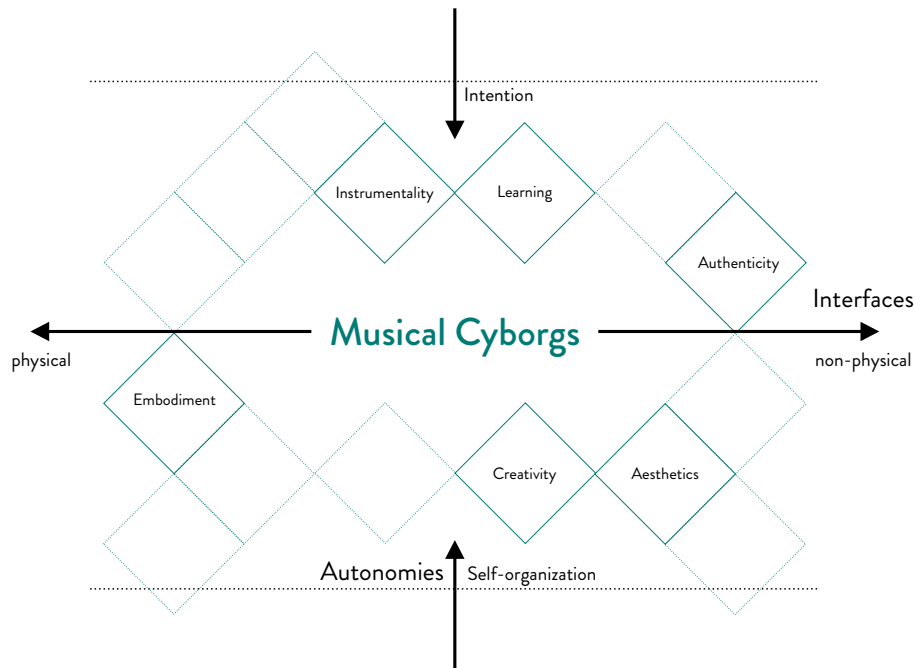 Intention
Instrumentality
Learning
Authenticity
Interfaces
Musical Cyborgs
physical
non-physical
Embodiment
Creativity
Aesthetics
Autonomies
Self-organization